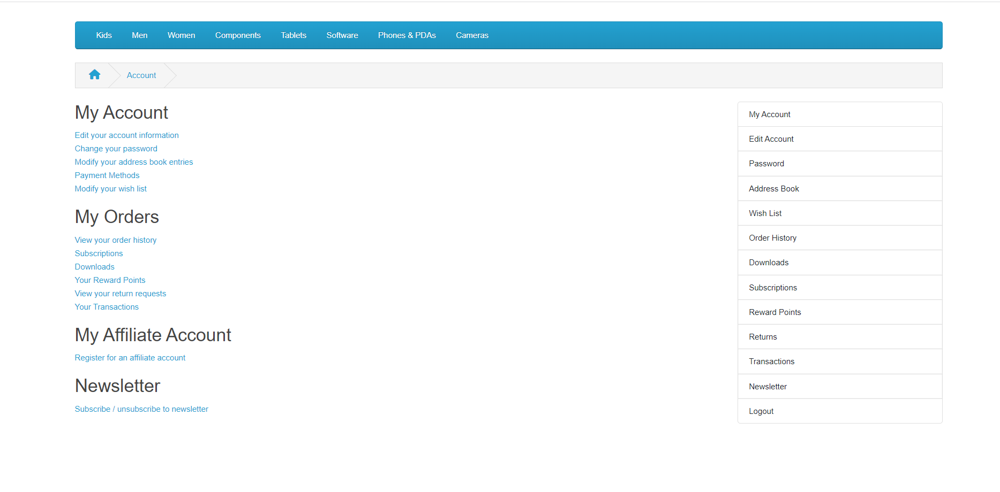 Kids Men Women Components Tablets Software Phones & PDAs Cameras
Account
My Account
Edit your account information
Change your password
Modify your address book entries
Payment Methods
Modify your wish list
My Orders
View your order history
Subscriptions
Downloads
Your Reward Points
View your return requests
Your Transactions
My Affiliate Account
Register for an affiliate account
Newsletter
Subscribe / unsubscribe to newsletter
My Account
Edit Account
Password
Address Book
Wish List
Order History
Downloads
Subscriptions
Reward Points
Returns
Transactions
Newsletter
Logout